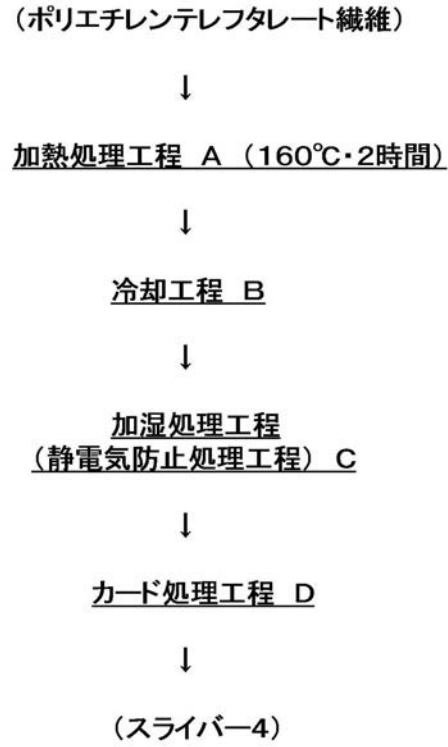 （ポリエチレンテレフタレート繊維）
↓
加熱処理工程　A　（160℃・2時間）
↓
冷却工程　B
↓
加湿処理工程
（静電気防止処理工程）　C
↓
カード処理工程　D
↓
（スライバー4）